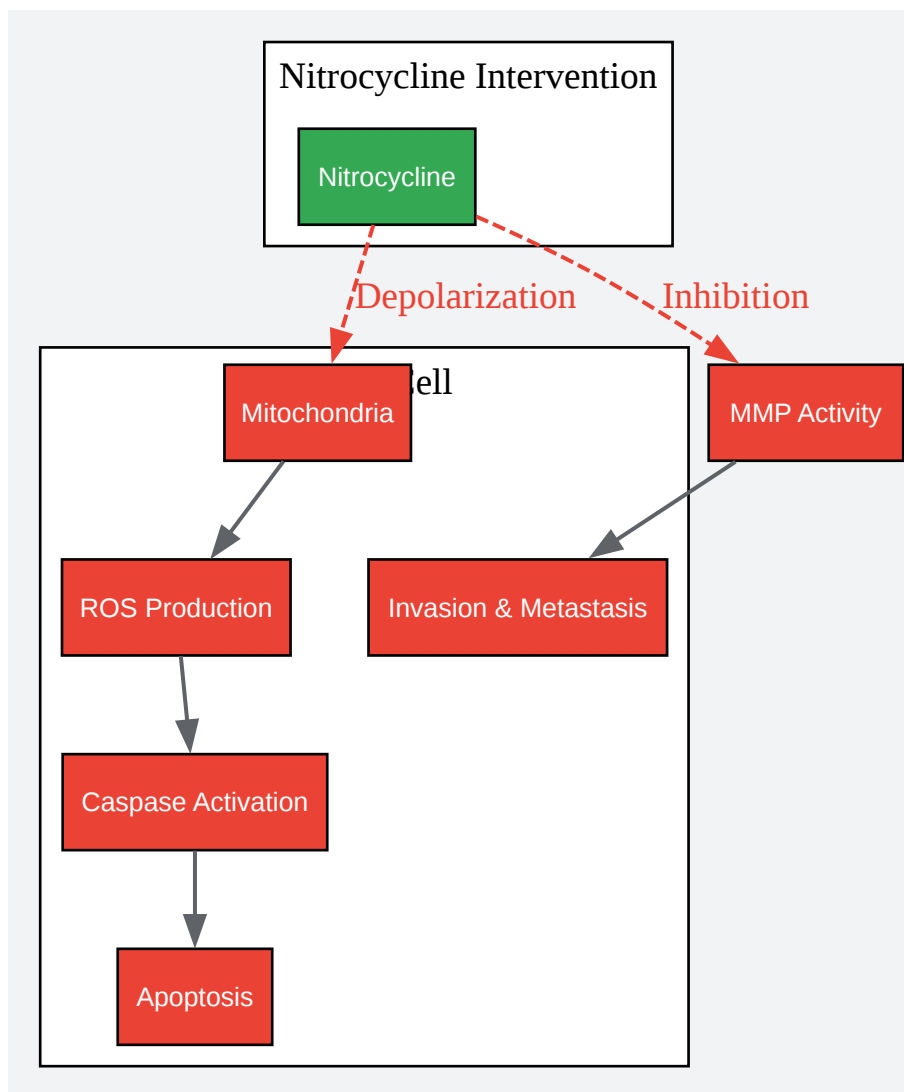 Nitrocycline Intervention
Nitrocycline
Depolarization
Inhibition
Mitochondria
MMP Activity
ROS Production
Invasion & Metastasis
Caspase Activation
Apoptosis